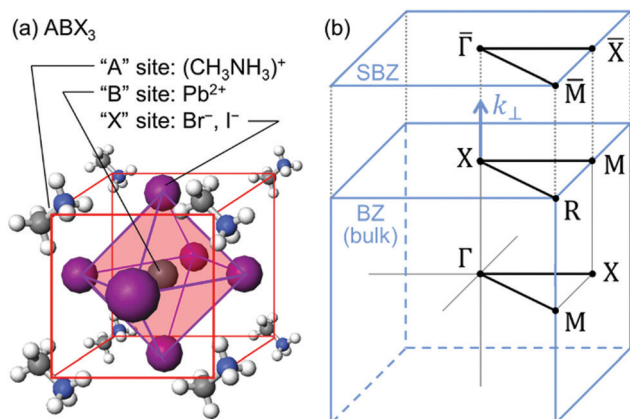 (a) ABX₃
"A" site: (CH₃NH₃)⁺
"B" site: Pb²⁺
"X" site: Br⁻, I⁻
(b)
Γ̅
X̅
SBZ
M̅
k⊥
X
M
BZ
(bulk)
R
Γ
X
M